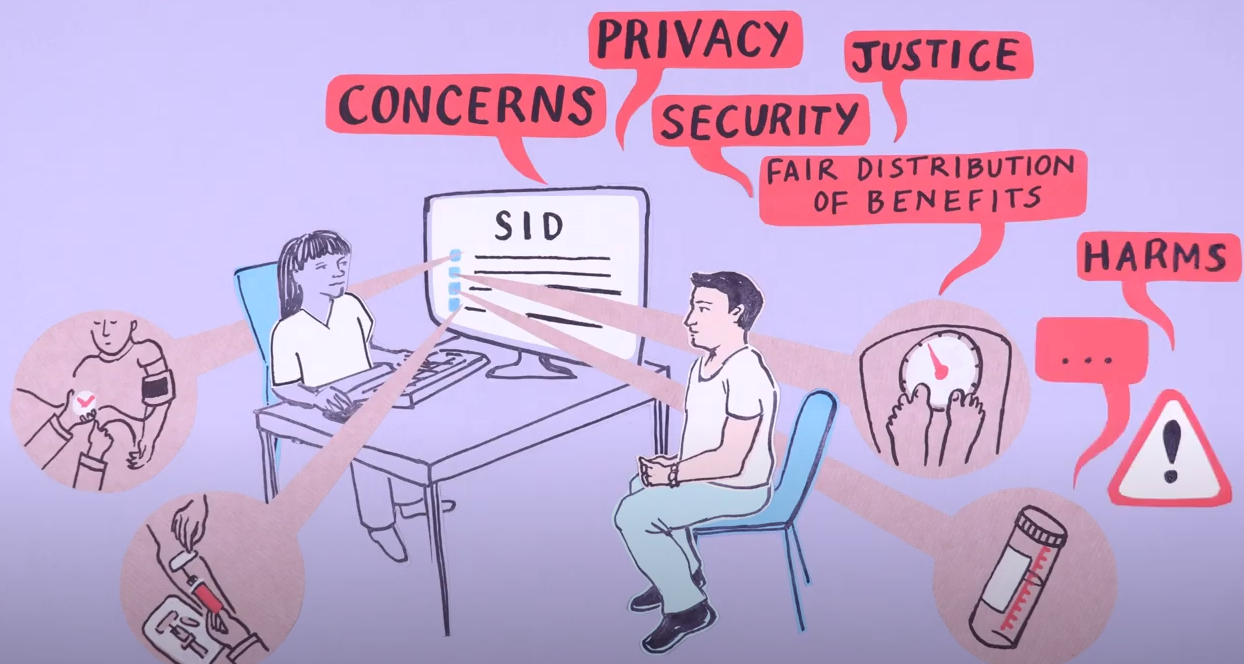 PRIVACY
JUSTICE
CONCERNS
SECURITY
FAIR DISTRIBUTION
OF BENEFITS
SID
HARMS
...
!